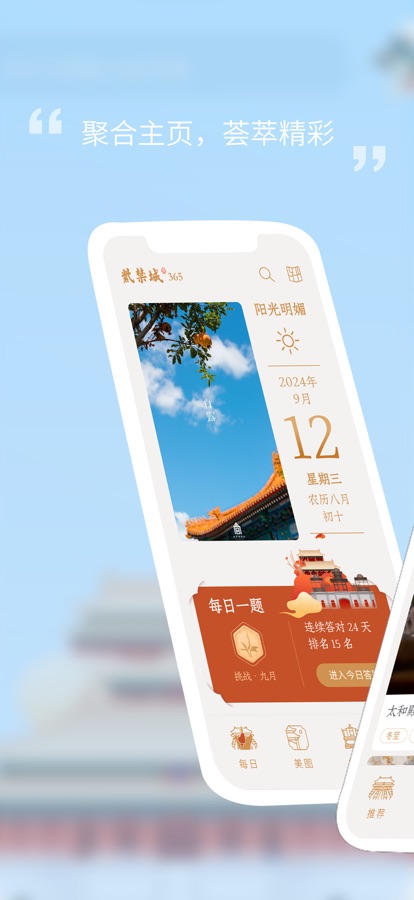 “ 聚合主页，荟萃精彩 ”
紫禁城 365
阳光明媚
2024年
9月
12
星期三
农历八月
初十
每日一题
连续答对 24 天
排名 15 名
挑战 · 九月
进入今日答
每日
美图
太和殿
冬至
推荐